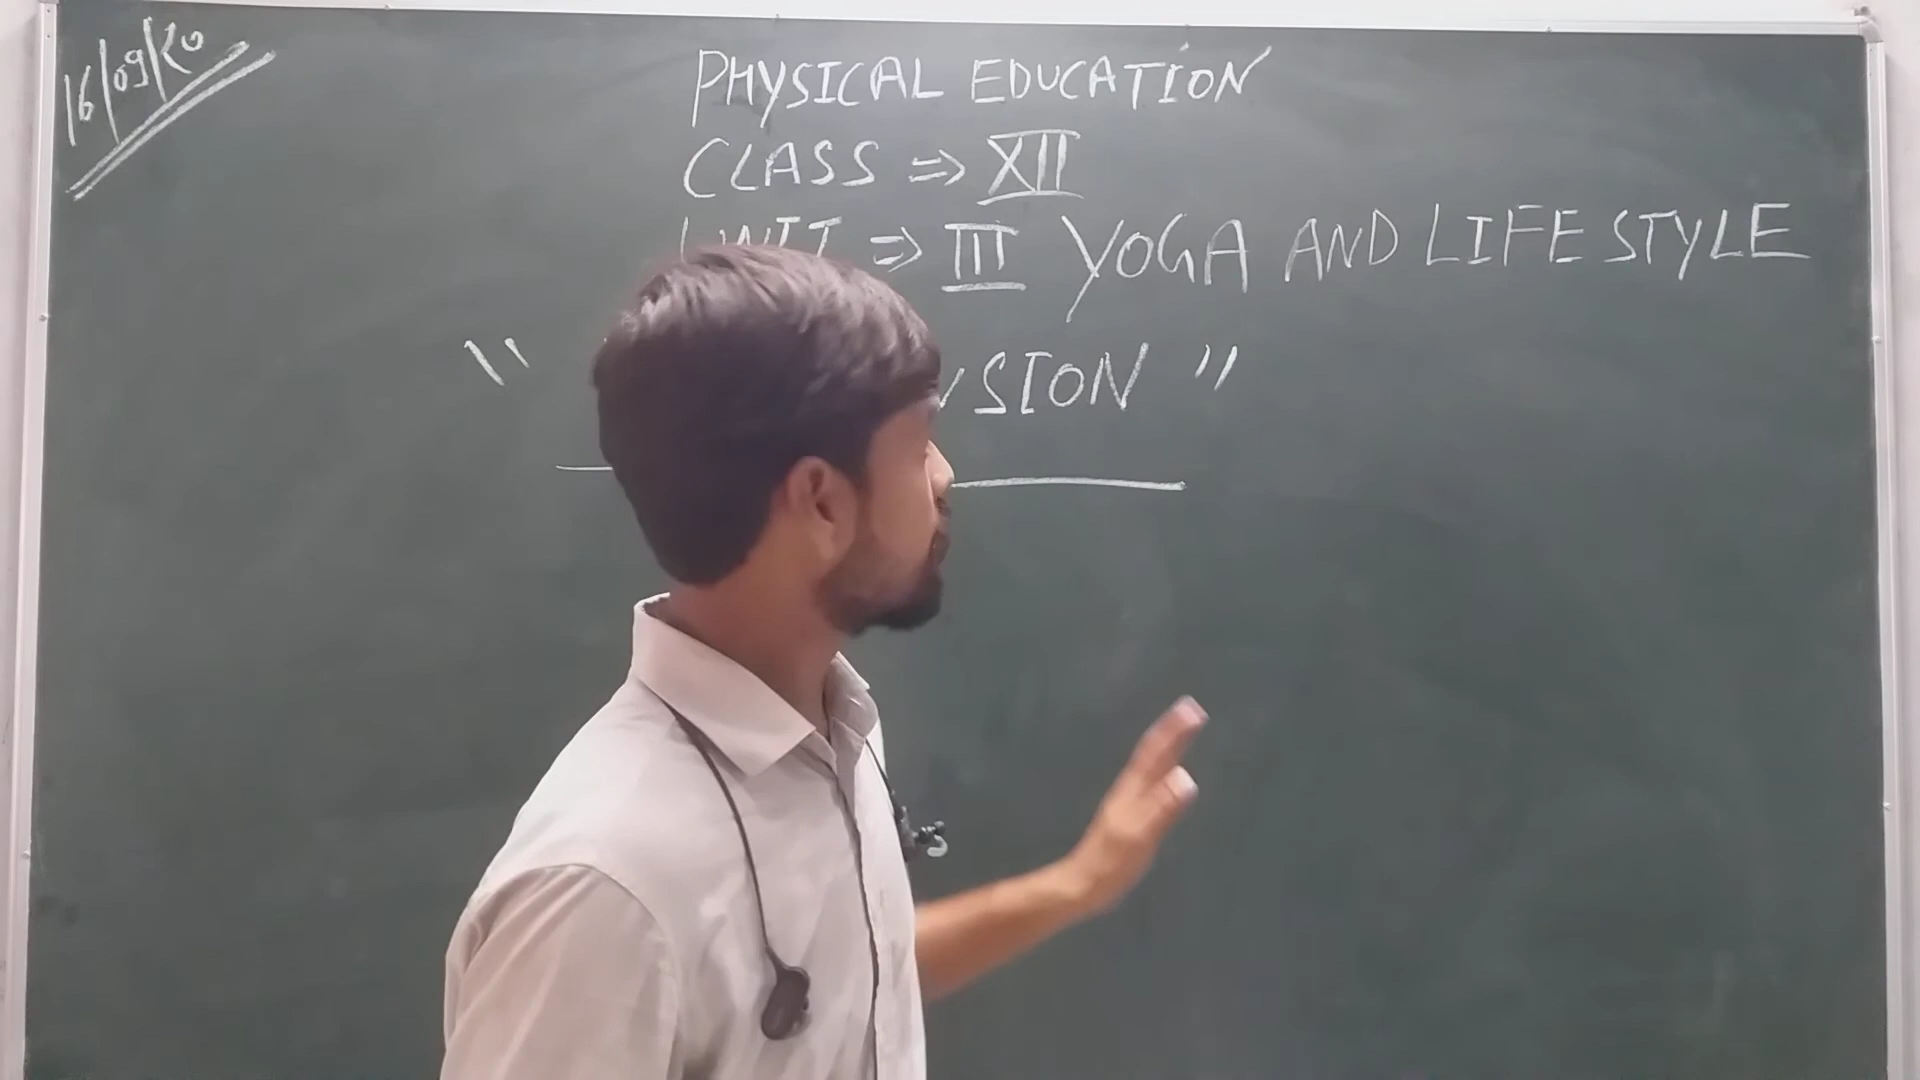 16/09/20
PHYSICAL EDUCATION
CLASS => XII
UNIT => III YOGA AND LIFE STYLE
" SION "